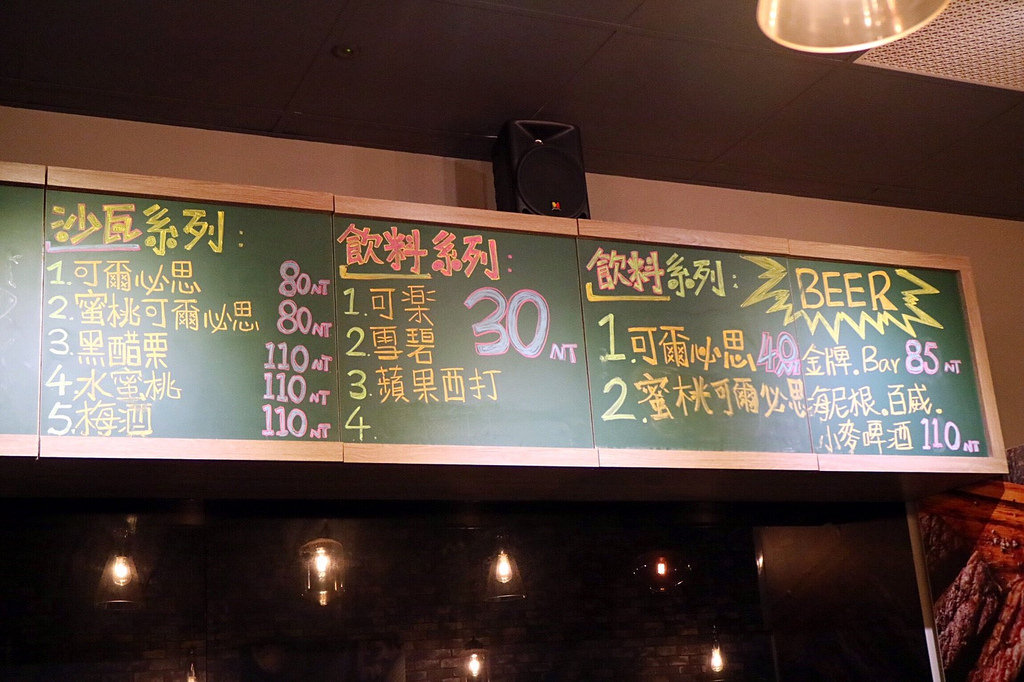 沙瓦系列：
1.可爾必思 80NT
2.蜜桃可爾必思 80NT
3.黑醋栗 110NT
4.水蜜桃 110NT
5.梅酒 110NT
飲料系列：
1.可楽
2.雪碧
3.蘋果西打
4.
30NT
飲料系列：
1.可爾必思
2.蜜桃可爾必思
BEER
金牌.Bar 85NT
海尼根.百威.
小麥啤酒 110NT